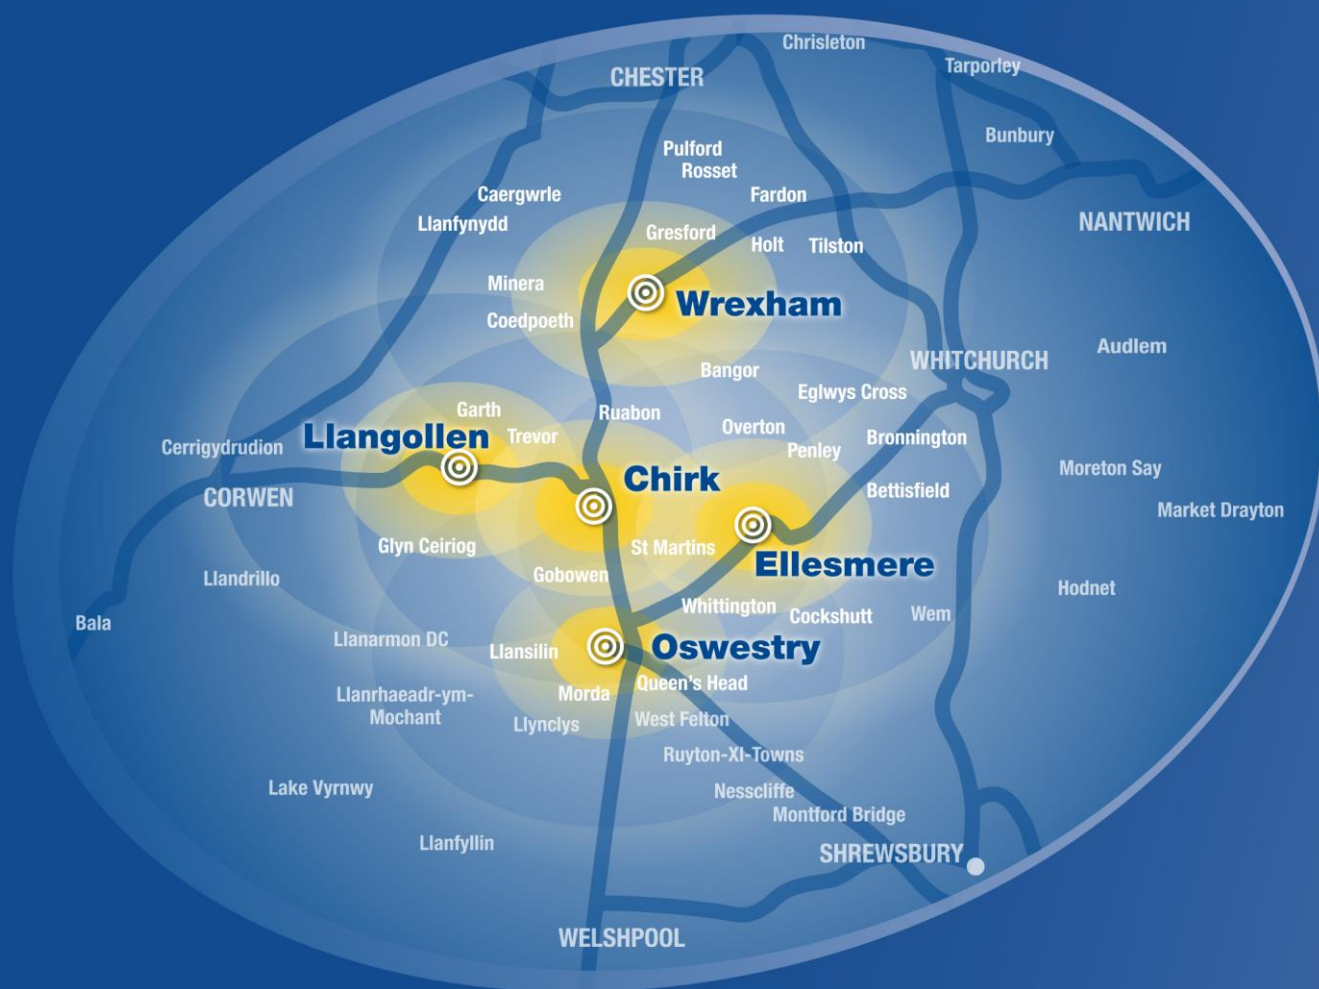 Chrisleton
Tarporley
CHESTER
Bunbury
Pulford
Rosset
Caergwrle
Fardon
Llanfynydd
NANTWICH
Gresford
Holt
Tilston
Minera
Wrexham
Coedpoeth
Audlem
WHITCHURCH
Bangor
Eglwys Cross
Garth
Ruabon
Overton
Llangollen
Trevor
Bronnington
Cerrigydrudion
Penley
Moreton Say
Chirk
CORWEN
Bettisfield
Market Drayton
Glyn Ceiriog
St Martins
Ellesmere
Gobowen
Llandrillo
Hodnet
Whittington
Cockshutt
Wem
Bala
Llanarmon DC
Llansilin
Oswestry
Queen's Head
Morda
Llanrhaeadr-ym-
Mochant
Llynclys
West Felton
Ruyton-XI-Towns
Lake Vyrnwy
Nesscliffe
Montford Bridge
Llanfyllin
SHREWSBURY
WELSHPOOL